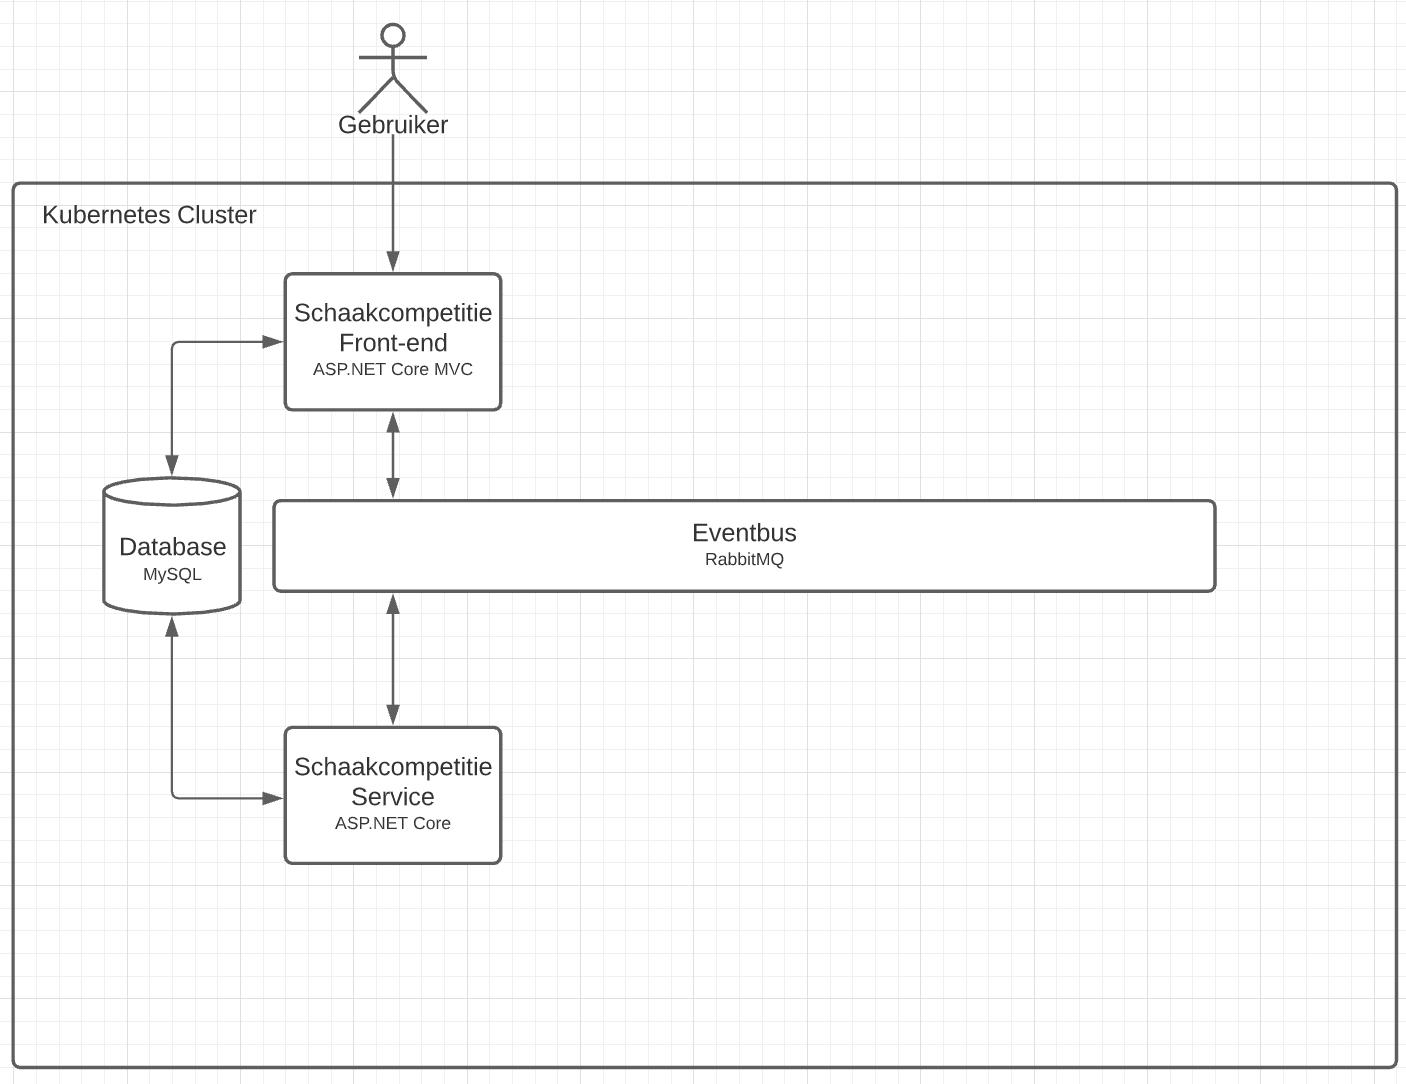 Gebruiker
Kubernetes Cluster
Schaakcompetitie
Front-end
ASP.NET Core MVC
Database
MySQL
Eventbus
RabbitMQ
Schaakcompetitie
Service
ASP.NET Core